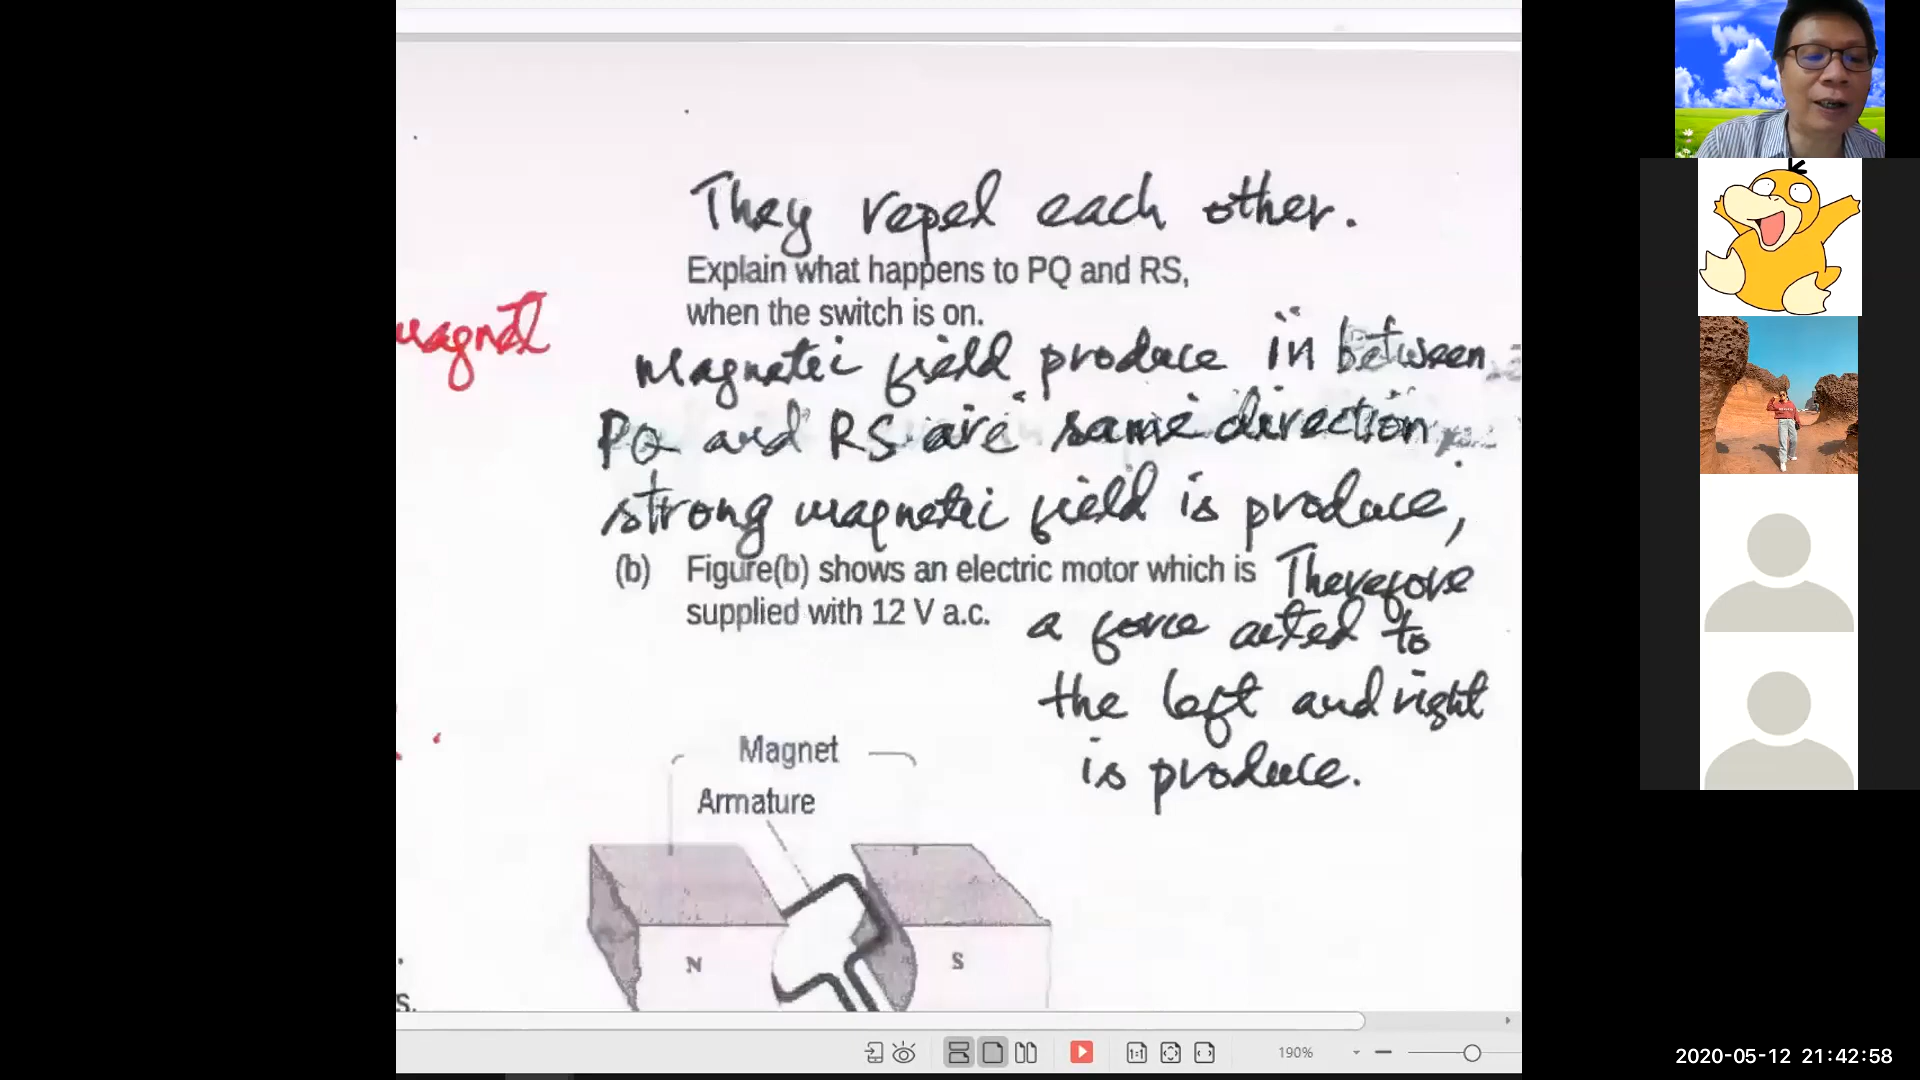 They repel each other.
Explain what happens to PQ and RS,
when the switch is on.
magnet
Magnetic field produce in between
PQ and RS are same direction.
strong magnetic field is produce,
(b) Figure(b) shows an electric motor which is
supplied with 12 V a.c.
Therefore
a force acted to
the left and right
is produce.
Magnet
Armature
N
S
s.
1:1
190%
2020-05-12 21:42:58